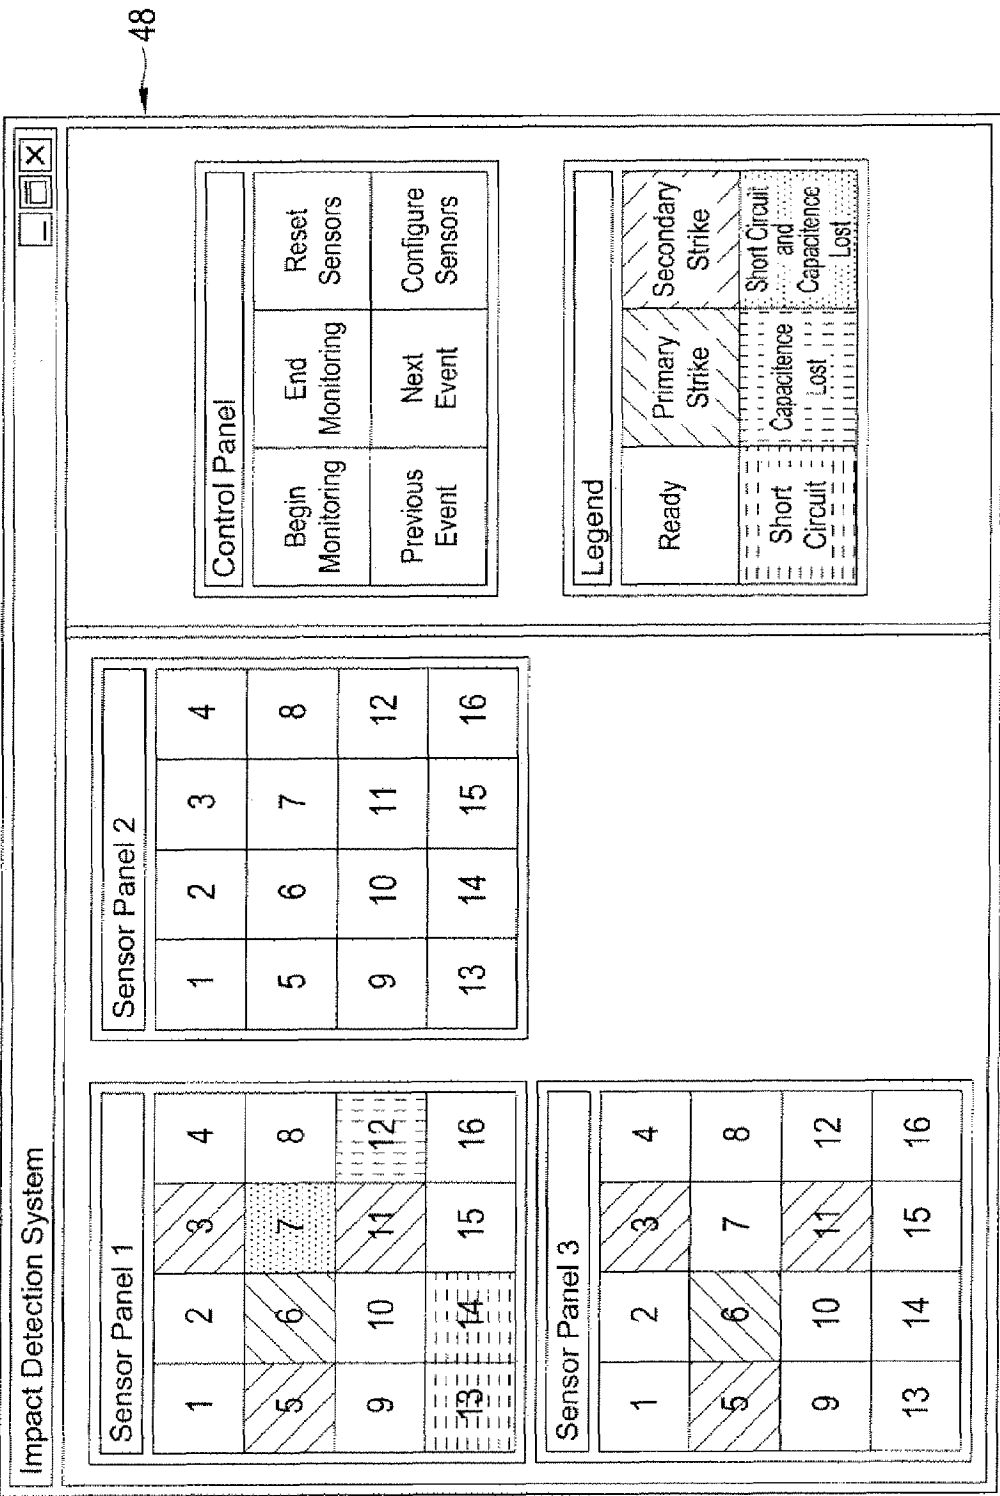 48
Impact Detection System
Sensor Panel 1
1 2 3 4
5 6 7 8
9 10 11 12
13 14 15 16
Sensor Panel 2
1 2 3 4
5 6 7 8
9 10 11 12
13 14 15 16
Sensor Panel 3
1 2 3 4
5 6 7 8
9 10 11 12
13 14 15 16
Control Panel
Begin
Monitoring
End
Monitoring
Reset
Sensors
Previous
Event
Next
Event
Configure
Sensors
Legend
Ready
Primary
Strike
Secondary
Strike
Short
Circuit
Capacitence
Lost
Short Circuit
and
Capacitence
Lost